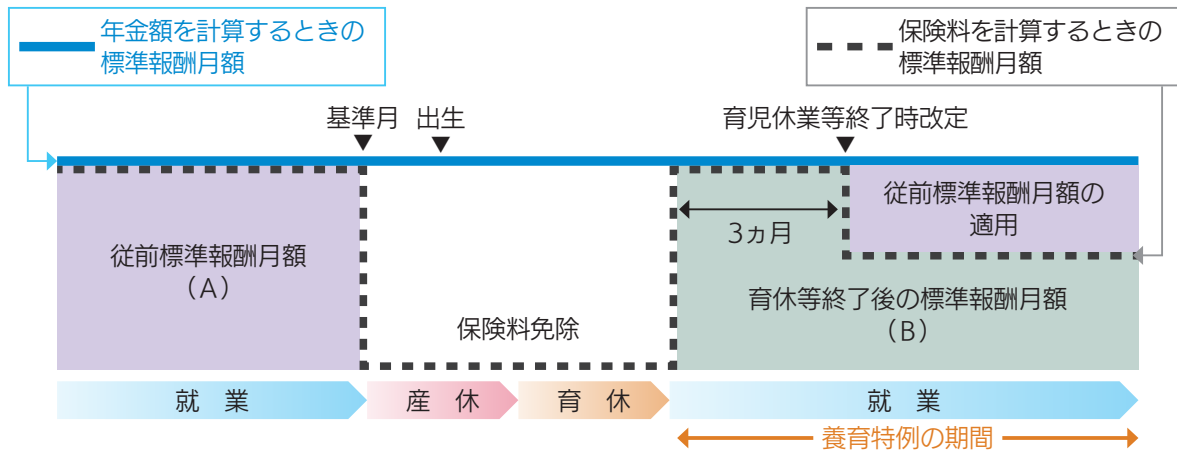 年金額を計算するときの
標準報酬月額
保険料を計算するときの
標準報酬月額
基準月
出生
育児休業等終了時改定
従前標準報酬月額
（A）
保険料免除
3ヵ月
従前標準報酬月額の
適用
育休等終了後の標準報酬月額
（B）
就　業
産　休
育　休
就　業
養育特例の期間